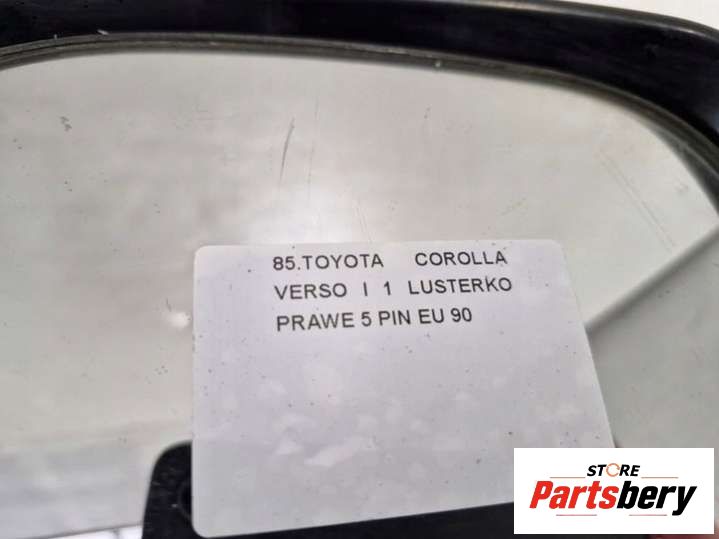 85.TOYOTA COROLLA
VERSO I 1 LUSTERKO
PRAWE 5 PIN EU 90
STORE
Partsbery